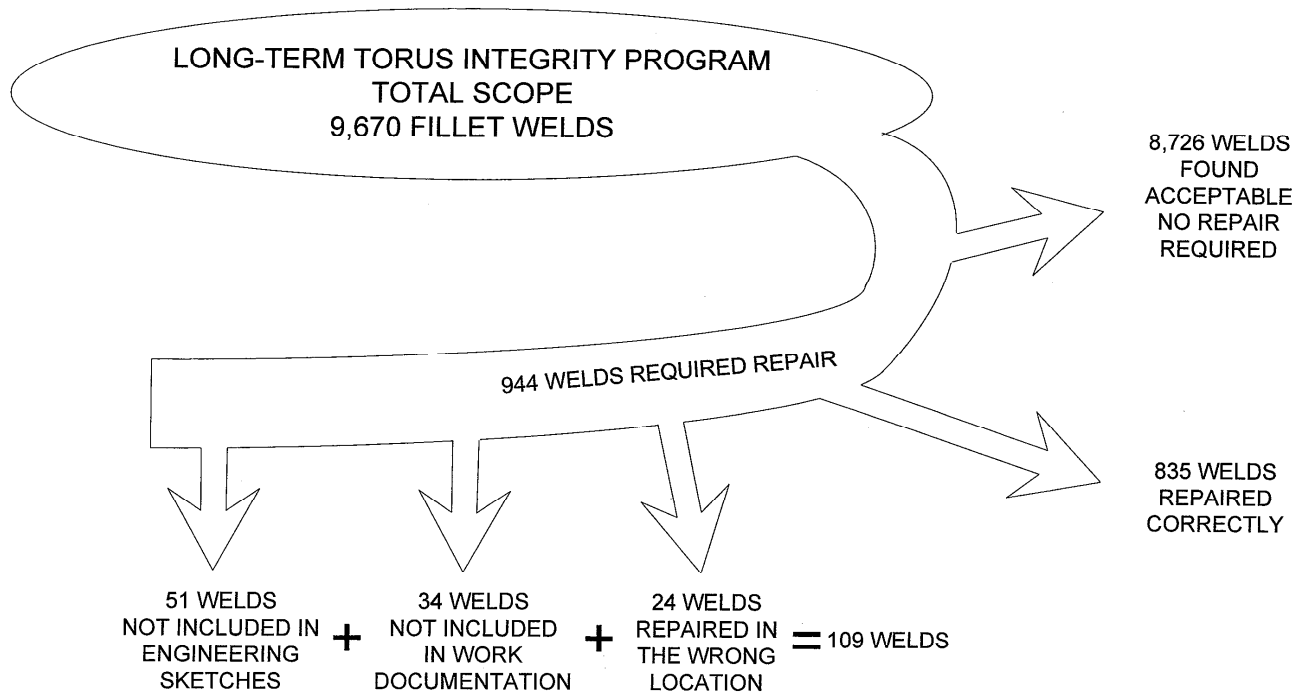 LONG-TERM TORUS INTEGRITY PROGRAM
TOTAL SCOPE
9,670 FILLET WELDS
8,726 WELDS
FOUND
ACCEPTABLE
NO REPAIR
REQUIRED
944 WELDS REQUIRED REPAIR
835 WELDS
REPAIRED
CORRECTLY
51 WELDS
NOT INCLUDED IN
ENGINEERING
SKETCHES
+
34 WELDS
NOT INCLUDED
IN WORK
DOCUMENTATION
+
24 WELDS
REPAIRED IN
THE WRONG
LOCATION
= 109 WELDS